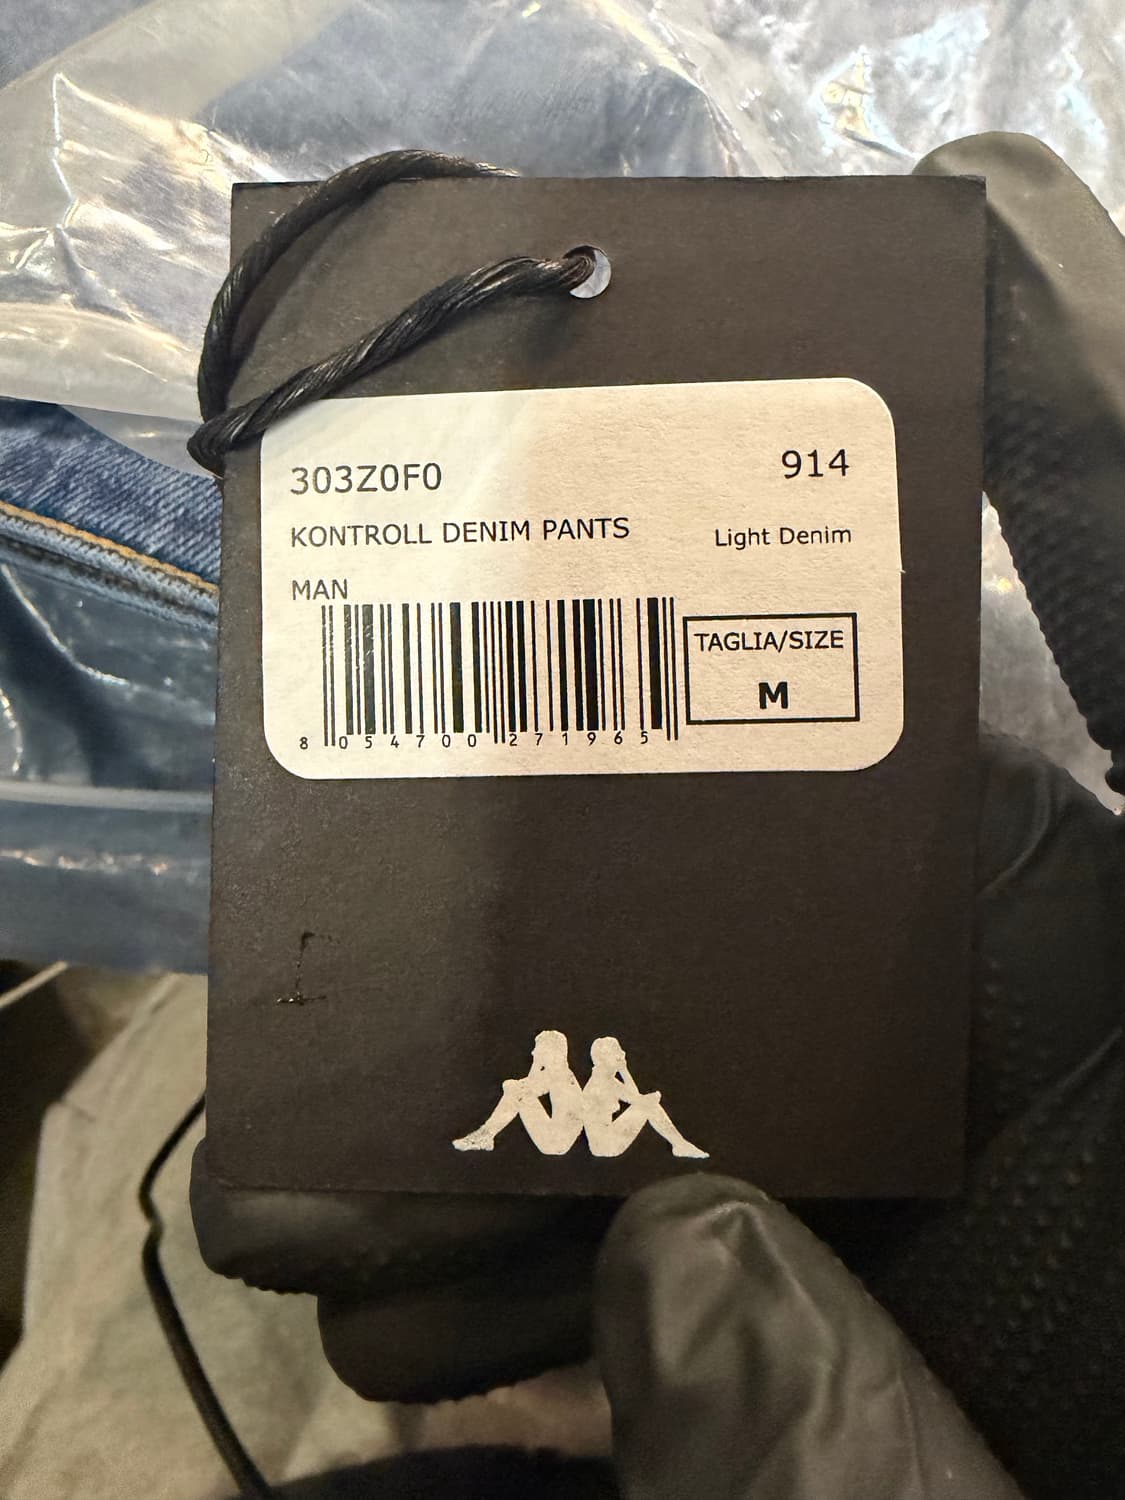 303Z0F0 914
KONTROLL DENIM PANTS Light Denim
MAN
TAGLIA/SIZE
M
8 054700 271965